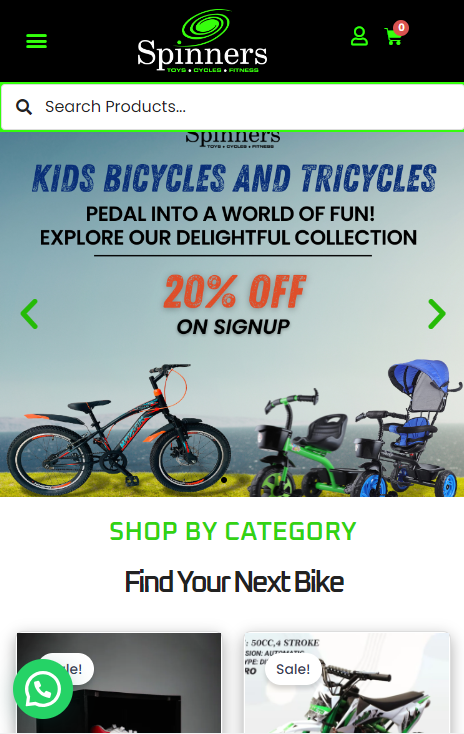 Spinners
TOYS • CYCLES • FITNESS
0
Search Products...
Spinners
TOYS • CYCLES • FITNESS
KIDS BICYCLES AND TRICYCLES
PEDAL INTO A WORLD OF FUN!
EXPLORE OUR DELIGHTFUL COLLECTION
20% OFF
ON SIGNUP
SHOP BY CATEGORY
Find Your Next Bike
: 50CC,4 STROKE
SION: AUTOMATIC
Sale!